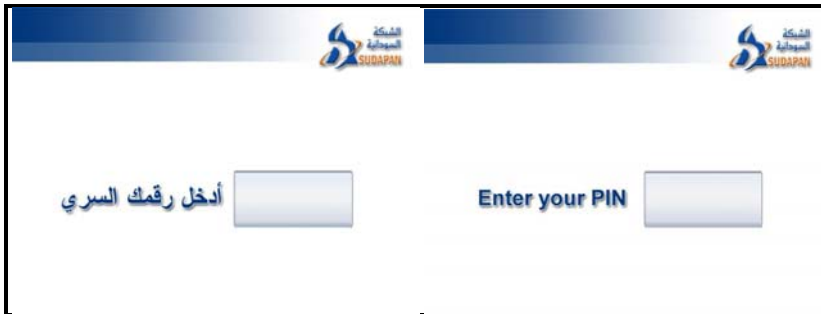 الشبكة
السودانية
SUDAPAN
أدخل رقمك السري
الشبكة
السودانية
SUDAPAN
Enter your PIN